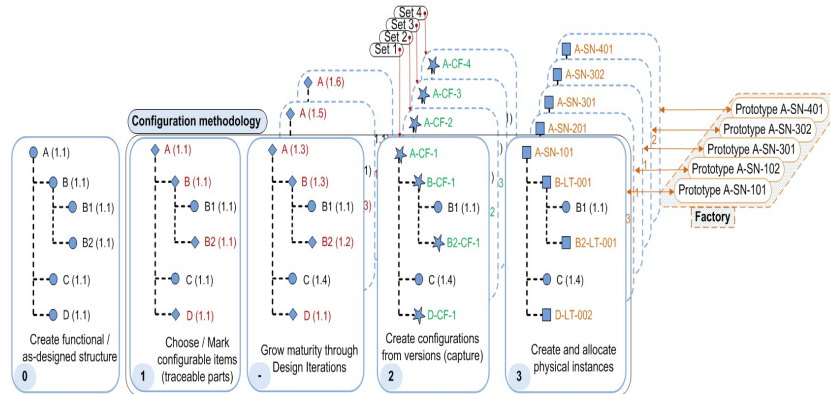 Set 4
Set 3
Set 2
Set 1
A-CF-4
A-CF-3
A-CF-2
A (1.6)
A (1.5)
A-SN-401
A-SN-302
A-SN-301
A-SN-201
Configuration methodology
A (1.1)
B (1.1)
B1 (1.1)
B2 (1.1)
C (1.1)
D (1.1)
Create functional /
as-designed structure
0
A (1.1)
B (1.1)
B1 (1.1)
B2 (1.1)
C (1.1)
D (1.1)
Choose / Mark
configurable items
(traceable parts)
1
A (1.3)
B (1.3)
B1 (1.1)
B2 (1.2)
C (1.4)
D (1.1)
Grow maturity through
Design Iterations
-
A-CF-1
B-CF-1
B1 (1.1)
B2-CF-1
C (1.4)
D-CF-1
Create configurations
from versions (capture)
2
A-SN-101
B-LT-001
B1 (1.1)
B2-LT-001
C (1.4)
D-LT-002
Create and allocate
physical instances
3
Prototype A-SN-401
Prototype A-SN-302
Prototype A-SN-301
Prototype A-SN-102
Prototype A-SN-101
Factory